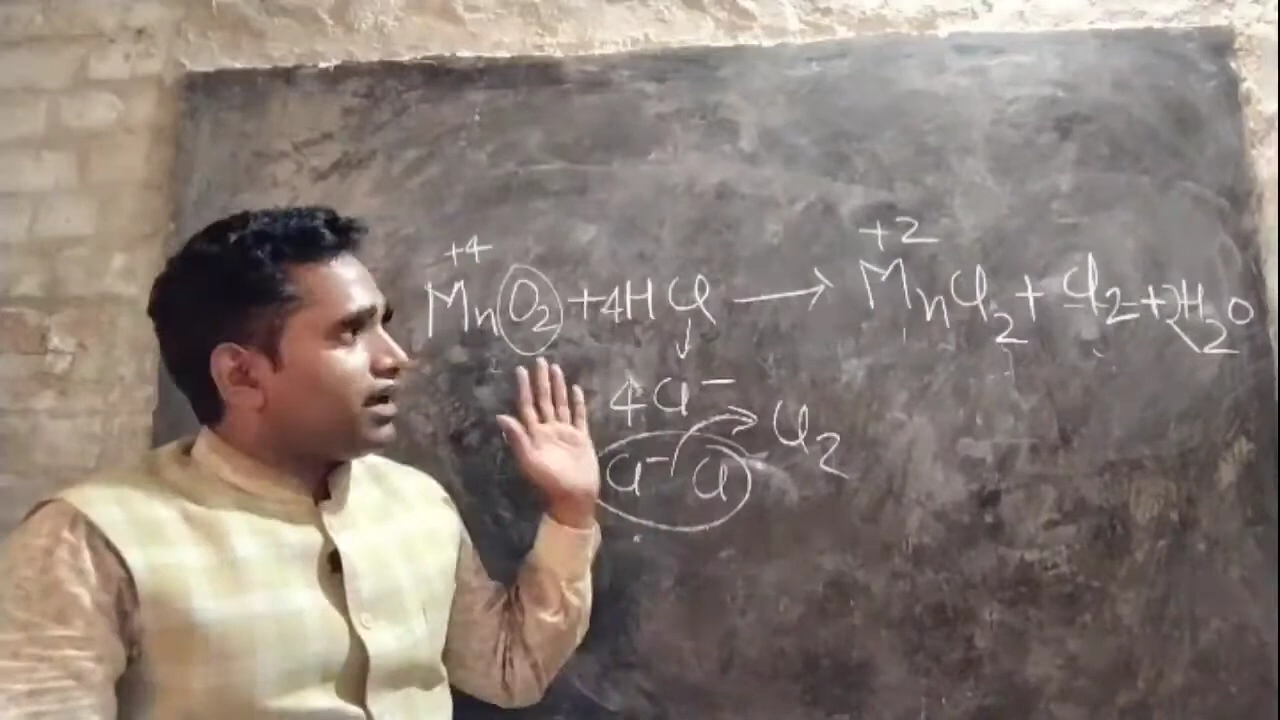 +4 +2
MnO2 + 4HCl → MnCl2 + Cl2 + 2H2O
4Cl-
Cl- Cl- → Cl2